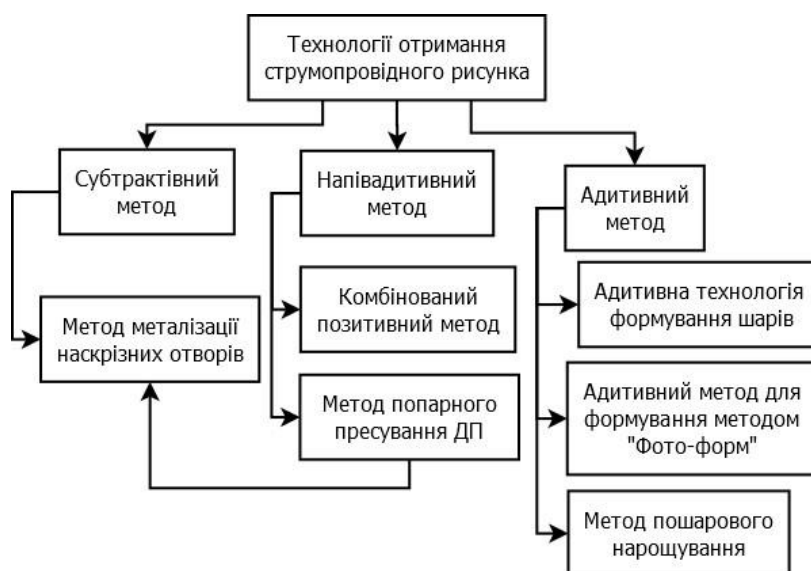 Технології отримання
струмопровідного рисунка
Субтрактівний
метод
Напівадитивний
метод
Адитивний
метод
Метод металізації
наскрізних отворів
Комбінований
позитивний метод
Метод попарного
пресування ДП
Адитивна технологія
формування шарів
Адитивний метод для
формування методом
"Фото-форм"
Метод пошарового
нарощування